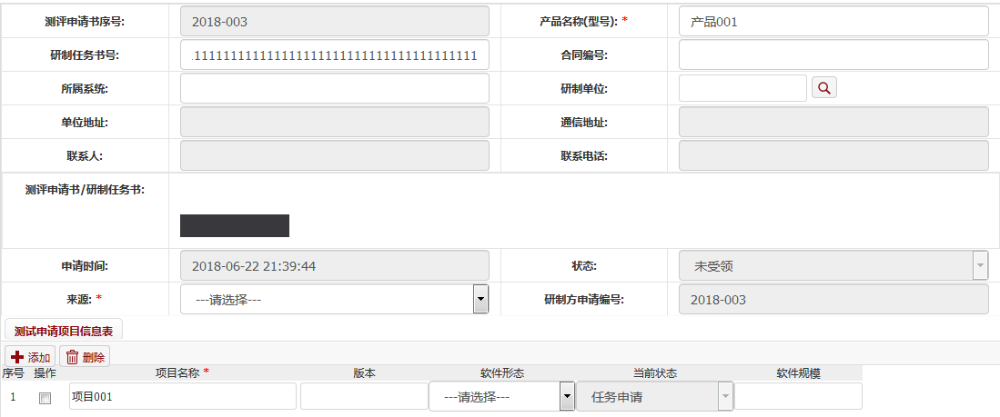 测评申请书序号: 2018-003 产品名称(型号): * 产品001
研制任务书号: 合同编号:
所属系统: 研制单位:
单位地址: 通信地址:
联系人: 联系电话:
测评申请书/研制任务书:
申请时间: 2018-06-22 21:39:44 状态: 未受领
来源: * ---请选择--- 研制方申请编号: 2018-003
测试申请项目信息表
添加 删除
序号 操作 项目名称 * 版本 软件形态 当前状态 软件规模
1 项目001 ---请选择--- 任务申请